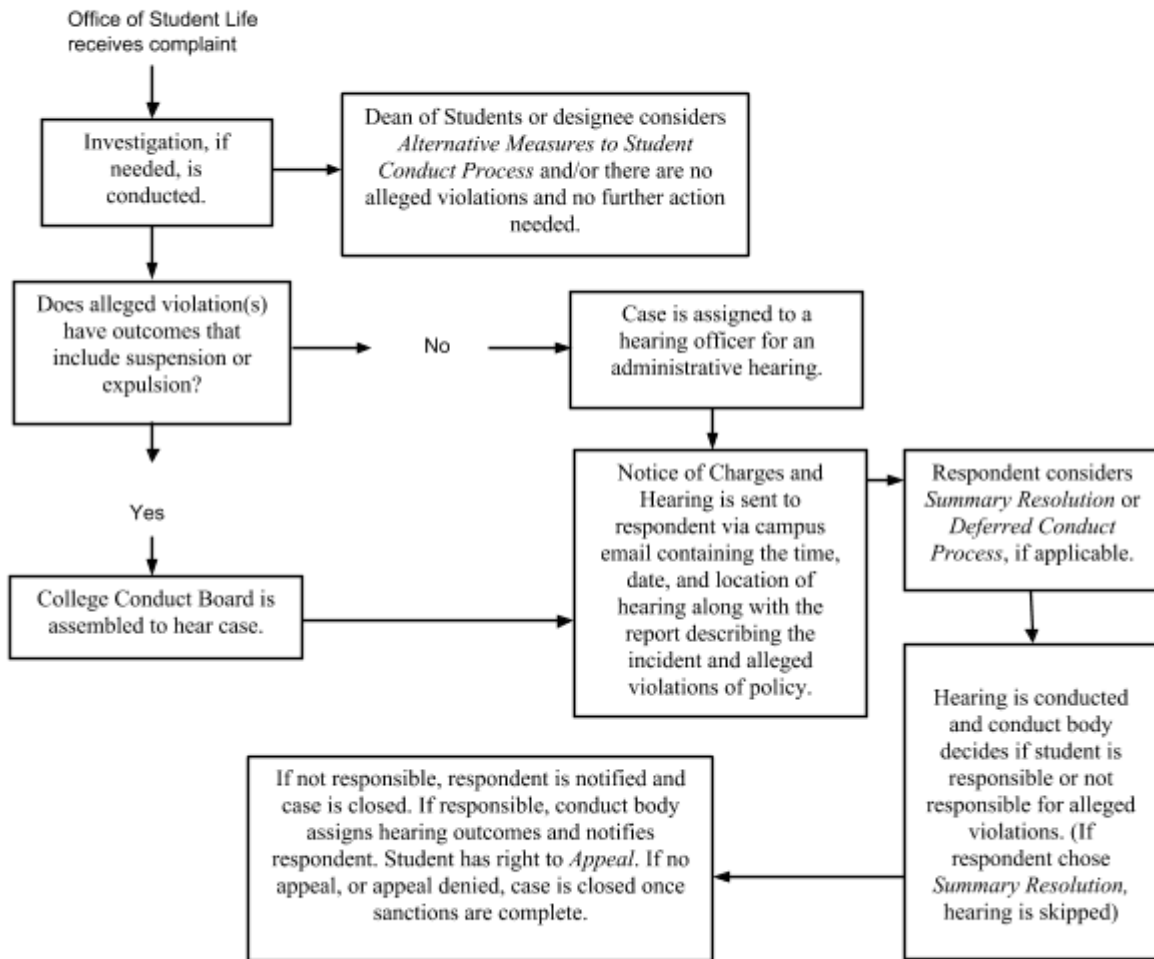 Office of Student Life
receives complaint
Investigation, if
needed, is
conducted.
Dean of Students or designee considers
Alternative Measures to Student
Conduct Process and/or there are no
alleged violations and no further action
needed.
Does alleged violation(s)
have outcomes that
include suspension or
expulsion?
No
Case is assigned to a
hearing officer for an
administrative hearing.
Yes
College Conduct Board is
assembled to hear case.
Notice of Charges and
Hearing is sent to
respondent via campus
email containing the time,
date, and location of
hearing along with the
report describing the
incident and alleged
violations of policy.
Respondent considers
Summary Resolution or
Deferred Conduct
Process, if applicable.
Hearing is conducted
and conduct body
decides if student is
responsible or not
responsible for alleged
violations. (If
respondent chose
Summary Resolution,
hearing is skipped)
If not responsible, respondent is notified and
case is closed. If responsible, conduct body
assigns hearing outcomes and notifies
respondent. Student has right to Appeal. If no
appeal, or appeal denied, case is closed once
sanctions are complete.